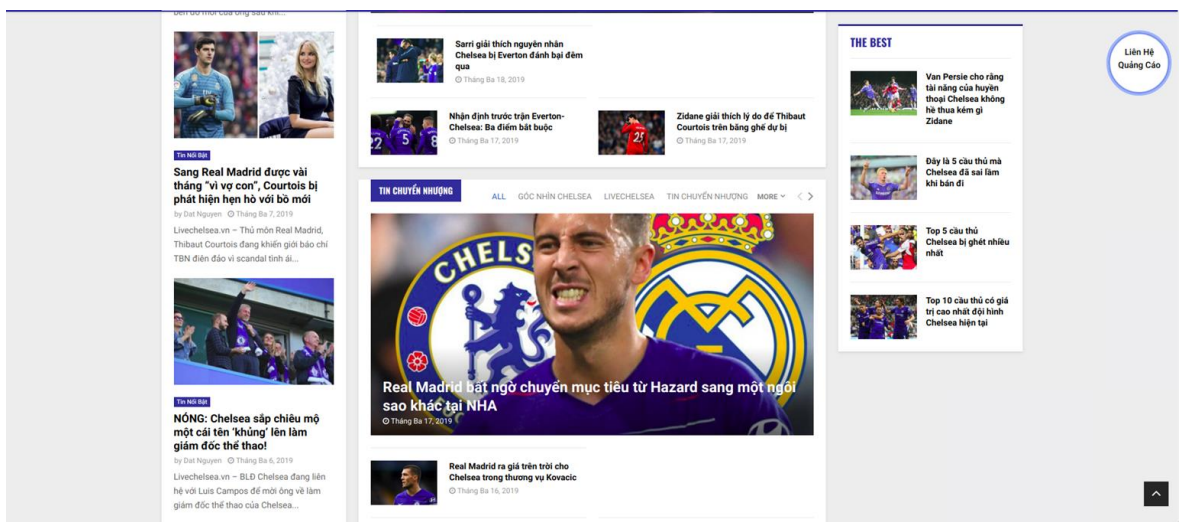 Tin Nổi Bật
Sang Real Madrid được vài
tháng "vì vợ con", Courtois bị
phát hiện hẹn hò với bồ mới
by Dat Nguyen Tháng Ba 7, 2019
Livechelsea.vn – Thủ môn Real Madrid,
Thibaut Courtois đang khiến giới báo chí
TBN điên đảo vì scandal tình ái...
Tin Nổi Bật
NÓNG: Chelsea sắp chiêu mộ
một cái tên 'khủng' lên làm
giám đốc thể thao!
by Dat Nguyen Tháng Ba 6, 2019
Livechelsea.vn – BLĐ Chelsea đang liên
hệ với Luis Campos để mời ông về làm
giám đốc thể thao của Chelsea...
Sarri giải thích nguyên nhân
Chelsea bị Everton đánh bại đêm
qua
Tháng Ba 18, 2019
Nhận định trước trận Everton-
Chelsea: Ba điểm bắt buộc
Tháng Ba 17, 2019
Zidane giải thích lý do để Thibaut
Courtois trên băng ghế dự bị
Tháng Ba 17, 2019
TIN CHUYỂN NHƯỢNG
ALL GÓC NHÌN CHELSEA LIVECHELSEA TIN CHUYỂN NHƯỢNG MORE
CHELS
Real Madrid bất ngờ chuyển mục tiêu từ Hazard sang một ngôi
sao khác tại NHA
Tháng Ba 17, 2019
Real Madrid ra giá trên trời cho
Chelsea trong thương vụ Kovacic
Tháng Ba 16, 2019
THE BEST
Van Persie cho rằng
tài năng của huyền
thoại Chelsea không
hề thua kém gì
Zidane
Đây là 5 cầu thủ mà
Chelsea đã sai lầm
khi bán đi
Top 5 cầu thủ
Chelsea bị ghét nhiều
nhất
Top 10 cầu thủ có giá
trị cao nhất đội hình
Chelsea hiện tại
Liên Hệ
Quảng Cáo